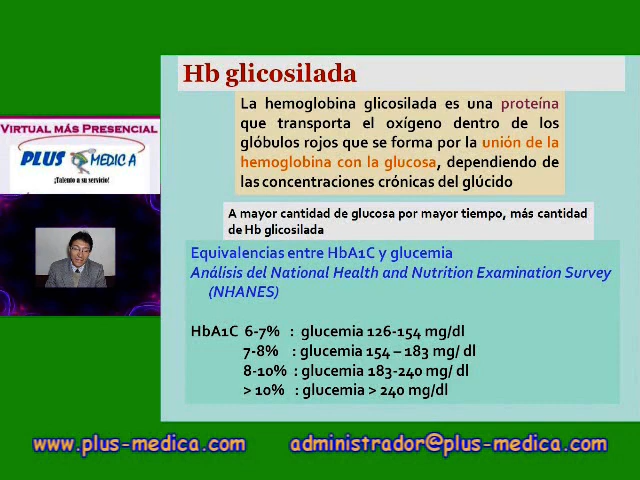 Hb glicosilada
La hemoglobina glicosilada es una proteína
que transporta el oxígeno dentro de los
glóbulos rojos que se forma por la unión de la
hemoglobina con la glucosa, dependiendo de
las concentraciones crónicas del glúcido
VIRTUAL MÁS PRESENCIAL
PLUS MEDICA
¡Talento a su servicio!
A mayor cantidad de glucosa por mayor tiempo, más cantidad
de Hb glicosilada
Equivalencias entre HbA1C y glucemia
Análisis del National Health and Nutrition Examination Survey
(NHANES)
HbA1C 6-7% : glucemia 126-154 mg/dl
7-8% : glucemia 154 – 183 mg/ dl
8-10% : glucemia 183-240 mg/ dl
> 10% : glucemia > 240 mg/dl
www.plus-medica.com administrador@plus-medica.com